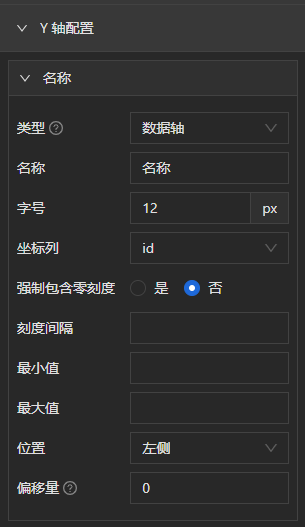 Y 轴配置
名称
类型 数据轴
名称 名称
字号 12 px
坐标列 id
强制包含零刻度 是 否
刻度间隔
最小值
最大值
位置 左侧
偏移量 0